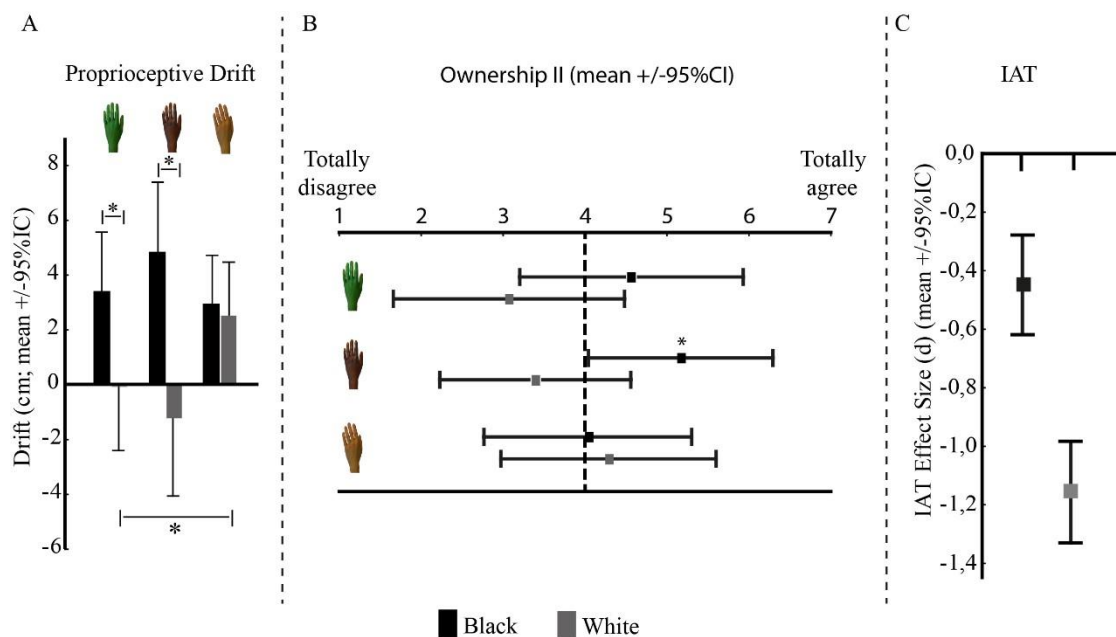 A
Proprioceptive Drift
*
*
8
6
4
2
0
-2
-4
-6
*
Drift (cm; mean +/-95%IC)
B
Ownership II (mean +/-95%CI)
Totally disagree
Totally agree
1 2 3 4 5 6 7
*
C
IAT
0,0
-0,2
-0,4
-0,6
-0,8
-1,0
-1,2
-1,4
IAT Effect Size (d) (mean +/-95%IC)
Black White